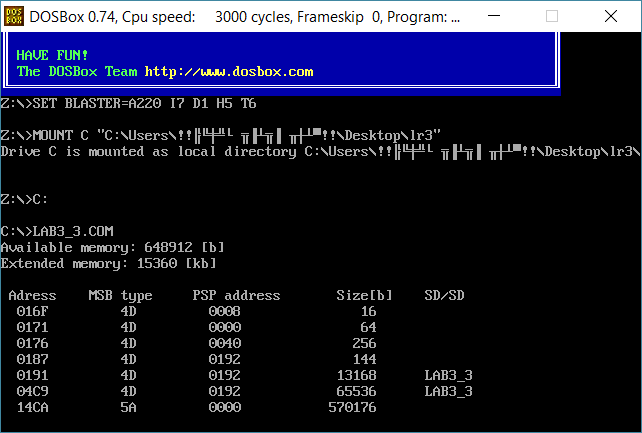 DOSBox 0.74, Cpu speed: 3000 cycles, Frameskip 0, Program: ...
HAVE FUN!
The DOSBox Team http://www.dosbox.com
Z:\>SET BLASTER=A220 I7 D1 H5 T6
Z:\>MOUNT C "C:\Users\!!╠╚╪╩└ ╦╨╖╢ ╥┼┴▀!!\Desktop\lr3"
Drive C is mounted as local directory C:\Users\!!╠╚╪╩└ ╦╨╖╢ ╥┼┴▀!!\Desktop\lr3\
Z:\>C:
C:\>LAB3_3.COM
Available memory: 648912 [b]
Extended memory: 15360 [kb]
Adress MSB type PSP address Size[b] SD/SD
016F 4D 0008 16
0171 4D 0000 64
0176 4D 0040 256
0187 4D 0192 144
0191 4D 0192 13168 LAB3_3
04C9 4D 0192 65536 LAB3_3
14CA 5A 0000 570176